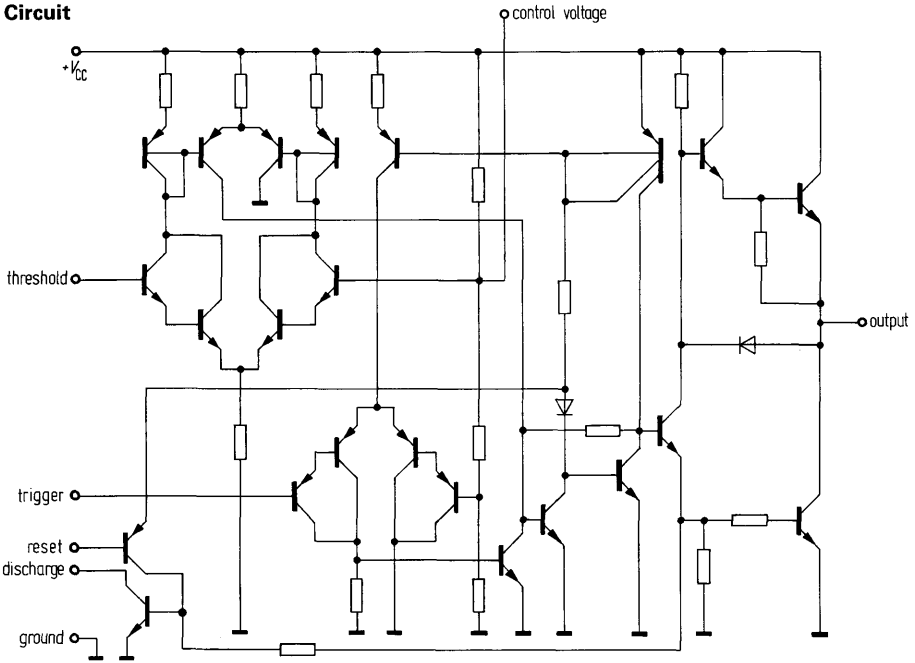 Circuit
control voltage
+VCC
threshold
output
trigger
reset
discharge
ground